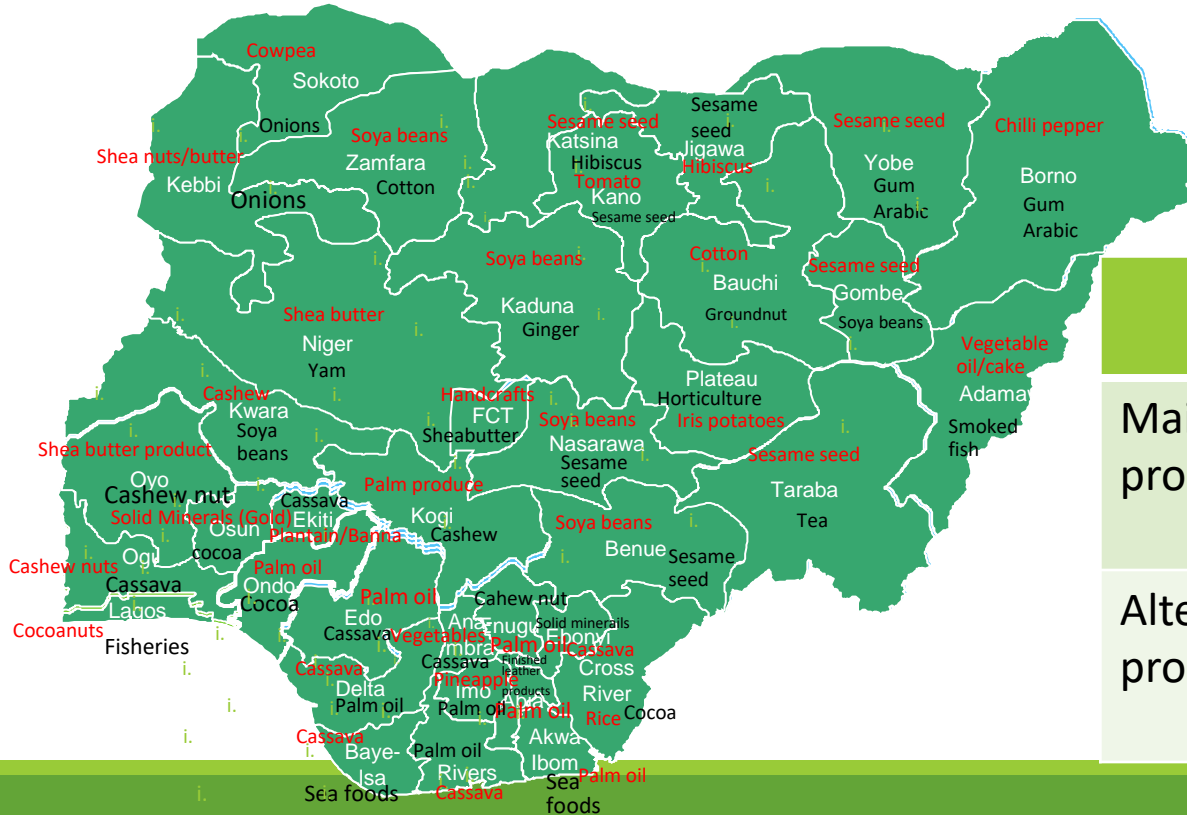 Cowpea
Sokoto
Onions
Shea nuts/butter
Kebbi
Onions
Soya beans
Zamfara
Cotton
Sesame seed
Katsina
Hibiscus
Tomato
Kano
Sesame seed
Sesame
seed
Jigawa
Hibiscus
Sesame seed
Yobe
Gum
Arabic
Chilli pepper
Borno
Gum
Arabic
Shea butter
Niger
Yam
Soya beans
Kaduna
Ginger
Cotton
Bauchi
Groundnut
Sesame seed
Gombe
Soya beans
Vegetable
oil/cake
Adamav
Smoked
fish
Cashew
Kwara
Soya
beans
Handcrafts
FCT
Sheabutter
Soya beans
Nasarawa
Sesame
seed
Plateau
Horticulture
Iris potatoes
Sesame seed
Taraba
Tea
Shea butter product
Oyo
Cashew nut
Solid Minerals (Gold)
Osun
cocoa
Cassava
Ekiti
Plantain/Banna
Palm produce
Kogi
Cashew
Soya beans
Benue
Sesame
seed
Cashew nuts
Ogu
Cassava
Palm oil
Ondo
Cocoa
Lagos
Cocoanuts
Fisheries
Palm oil
Edo
Cassava
Vegetables
Ana
mbra
Cassava
Cahew nut
Enugu
Palm oil
Solid minerails
Ebonyi
Cassava
Finished
leather
products
Abia
Palm oil
Pineapple
Imo
Palm oil
Cassava
Delta
Palm oil
Cross
River
Rice
Cocoa
Cassava
Baye-
lsa
Sea foods
Palm oil
Rivers
Cassava
Akwa
Ibom
Palm oil
Sea
foods
Mai
pro
Alte
pro